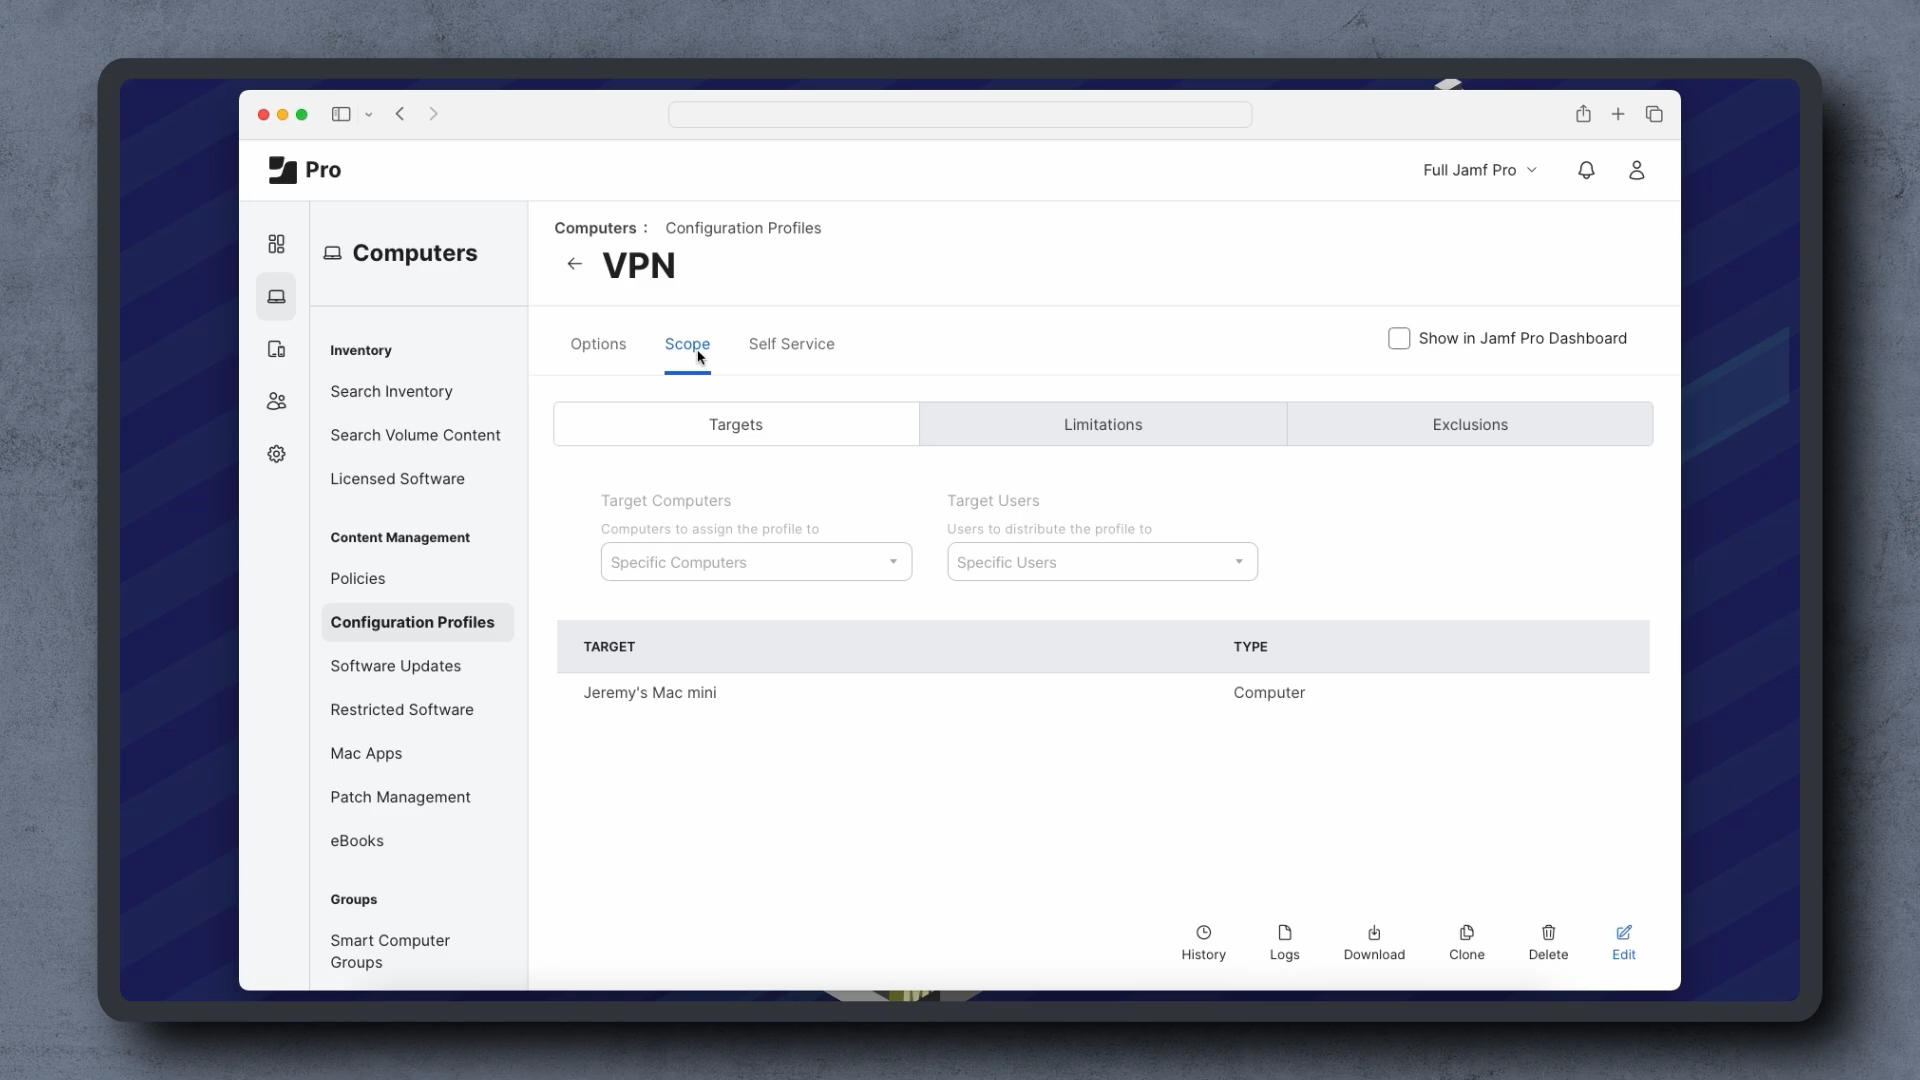 Pro
Full Jamf Pro
Computers
Computers : Configuration Profiles
VPN
Options Scope Self Service
Show in Jamf Pro Dashboard
Inventory
Search Inventory
Search Volume Content
Licensed Software
Content Management
Policies
Configuration Profiles
Software Updates
Restricted Software
Mac Apps
Patch Management
eBooks
Groups
Smart Computer
Groups
Targets Limitations Exclusions
Target Computers
Computers to assign the profile to
Specific Computers
Target Users
Users to distribute the profile to
Specific Users
TARGET TYPE
Jeremy's Mac mini Computer
History Logs Download Clone Delete Edit